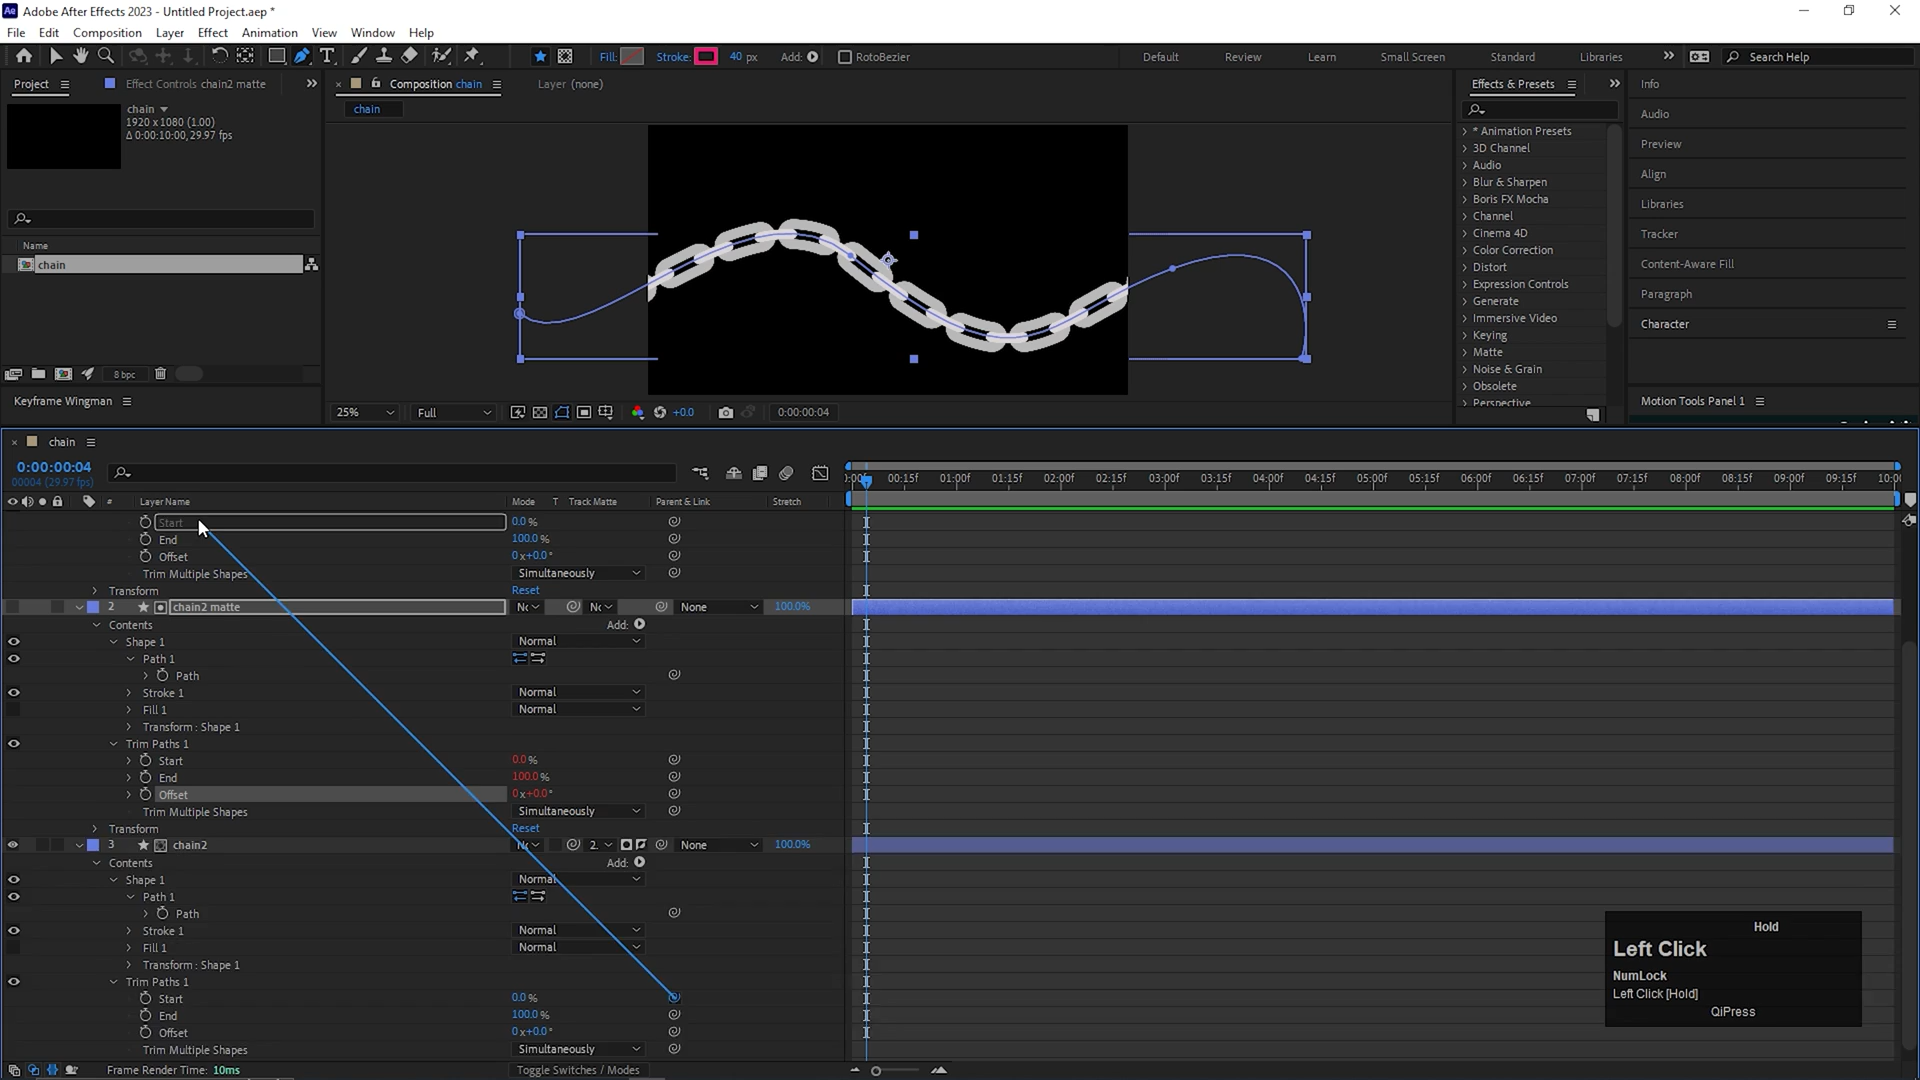 Adobe After Effects 2023 - Untitled Project.aep *
File Edit Composition Layer Effect Animation View Window Help
Fill: Stroke: 40 px Add: RotoBezier Default Review Learn Small Screen Standard Libraries Search Help
Project Effect Controls chain2 matte
Composition chain Layer (none)
Effects & Presets
Info
chain
1920 x 1080 (1.00)
Δ 0:00:10:00, 29.97 fps
chain
Name
chain
8 bpc
Keyframe Wingman
* Animation Presets
3D Channel
Audio
Blur & Sharpen
Boris FX Mocha
Channel
Cinema 4D
Color Correction
Distort
Expression Controls
Generate
Immersive Video
Keying
Matte
Noise & Grain
Obsolete
Perspective
Audio
Preview
Align
Libraries
Tracker
Content-Aware Fill
Paragraph
Character
Motion Tools Panel 1
25% Full +0.0 0:00:00:04
chain
0:00:00:04
00004 (29.97 fps)
00:15f 01:00f 01:15f 02:00f 02:15f 03:00f 03:15f 04:00f 04:15f 05:00f 05:15f 06:00f 06:15f 07:00f 07:15f 08:00f 08:15f 09:00f 09:15f 10:0
# Layer Name Mode T Track Matte Parent & Link Stretch
Start 0.0 %
End 100.0 %
Offset 0 x+0.0 °
Trim Multiple Shapes Simultaneously
Transform Reset
2 chain2 matte None 100.0%
Contents Add:
Shape 1 Normal
Path 1
Path
Stroke 1 Normal
Fill 1 Normal
Transform : Shape 1
Trim Paths 1
Start 0.0 %
End 100.0 %
Offset 0 x+0.0 °
Trim Multiple Shapes Simultaneously
Transform Reset
3 chain2 2. None 100.0%
Contents Add:
Shape 1 Normal
Path 1
Path
Stroke 1 Normal
Fill 1 Normal
Transform : Shape 1
Trim Paths 1
Start 0.0 %
End 100.0 %
Offset 0 x+0.0 °
Trim Multiple Shapes Simultaneously
Frame Render Time: 10ms Toggle Switches / Modes
Hold
Left Click
NumLock
Left Click [Hold]
QiPress